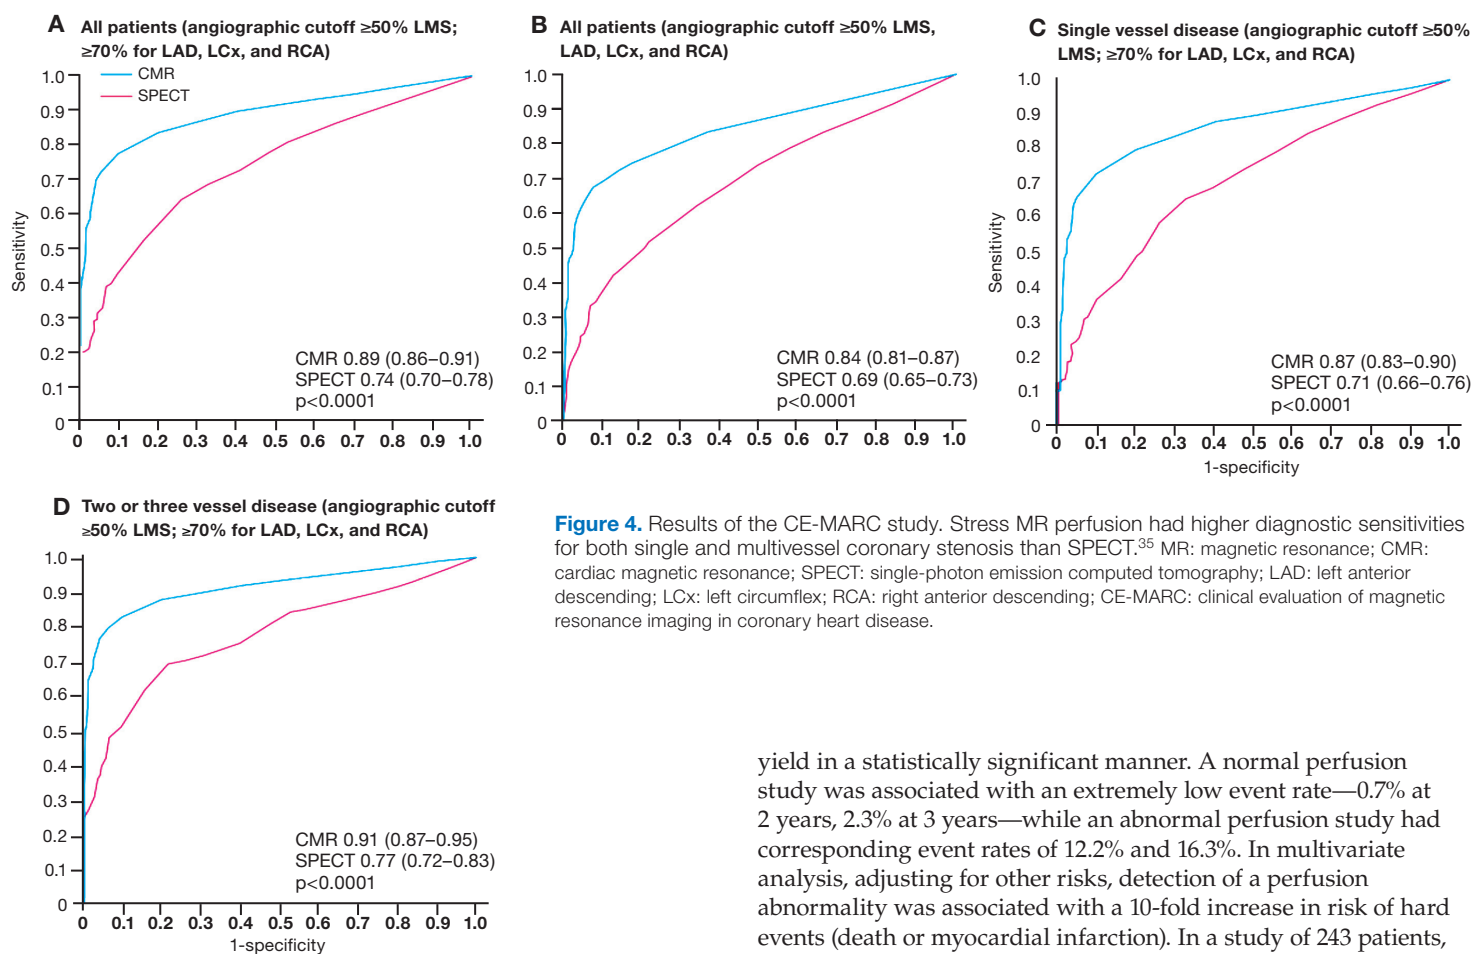 A All patients (angiographic cutoff ≥50% LMS;
≥70% for LAD, LCx, and RCA)
CMR
SPECT
1.0
0.9
0.8
0.7
0.6
0.5
0.4
0.3
0.2
0.1
0
Sensitivity
CMR 0.89 (0.86–0.91)
SPECT 0.74 (0.70–0.78)
p<0.0001
0 0.1 0.2 0.3 0.4 0.5 0.6 0.7 0.8 0.9 1.0
B All patients (angiographic cutoff ≥50% LMS,
LAD, LCx, and RCA)
1.0
0.9
0.8
0.7
0.6
0.5
0.4
0.3
0.2
0.1
0
CMR 0.84 (0.81–0.87)
SPECT 0.69 (0.65–0.73)
p<0.0001
0 0.1 0.2 0.3 0.4 0.5 0.6 0.7 0.8 0.9 1.0
C Single vessel disease (angiographic cutoff ≥50%
LMS; ≥70% for LAD, LCx, and RCA)
1.0
0.9
0.8
0.7
0.6
0.5
0.4
0.3
0.2
0.1
0
Sensitivity
CMR 0.87 (0.83–0.90)
SPECT 0.71 (0.66–0.76)
p<0.0001
0 0.1 0.2 0.3 0.4 0.5 0.6 0.7 0.8 0.9 1.0
1-specificity
D Two or three vessel disease (angiographic cutoff
≥50% LMS; ≥70% for LAD, LCx, and RCA)
1.0
0.9
0.8
0.7
0.6
0.5
0.4
0.3
0.2
0.1
0
CMR 0.91 (0.87–0.95)
SPECT 0.77 (0.72–0.83)
p<0.0001
0 0.1 0.2 0.3 0.4 0.5 0.6 0.7 0.8 0.9 1.0
1-specificity
Figure 4. Results of the CE-MARC study. Stress MR perfusion had higher diagnostic sensitivities
for both single and multivessel coronary stenosis than SPECT.35 MR: magnetic resonance; CMR:
cardiac magnetic resonance; SPECT: single-photon emission computed tomography; LAD: left anterior
descending; LCx: left circumflex; RCA: right anterior descending; CE-MARC: clinical evaluation of magnetic
resonance imaging in coronary heart disease.
yield in a statistically significant manner. A normal perfusion
study was associated with an extremely low event rate—0.7% at
2 years, 2.3% at 3 years—while an abnormal perfusion study had
corresponding event rates of 12.2% and 16.3%. In multivariate
analysis, adjusting for other risks, detection of a perfusion
abnormality was associated with a 10-fold increase in risk of hard
events (death or myocardial infarction). In a study of 243 patients,